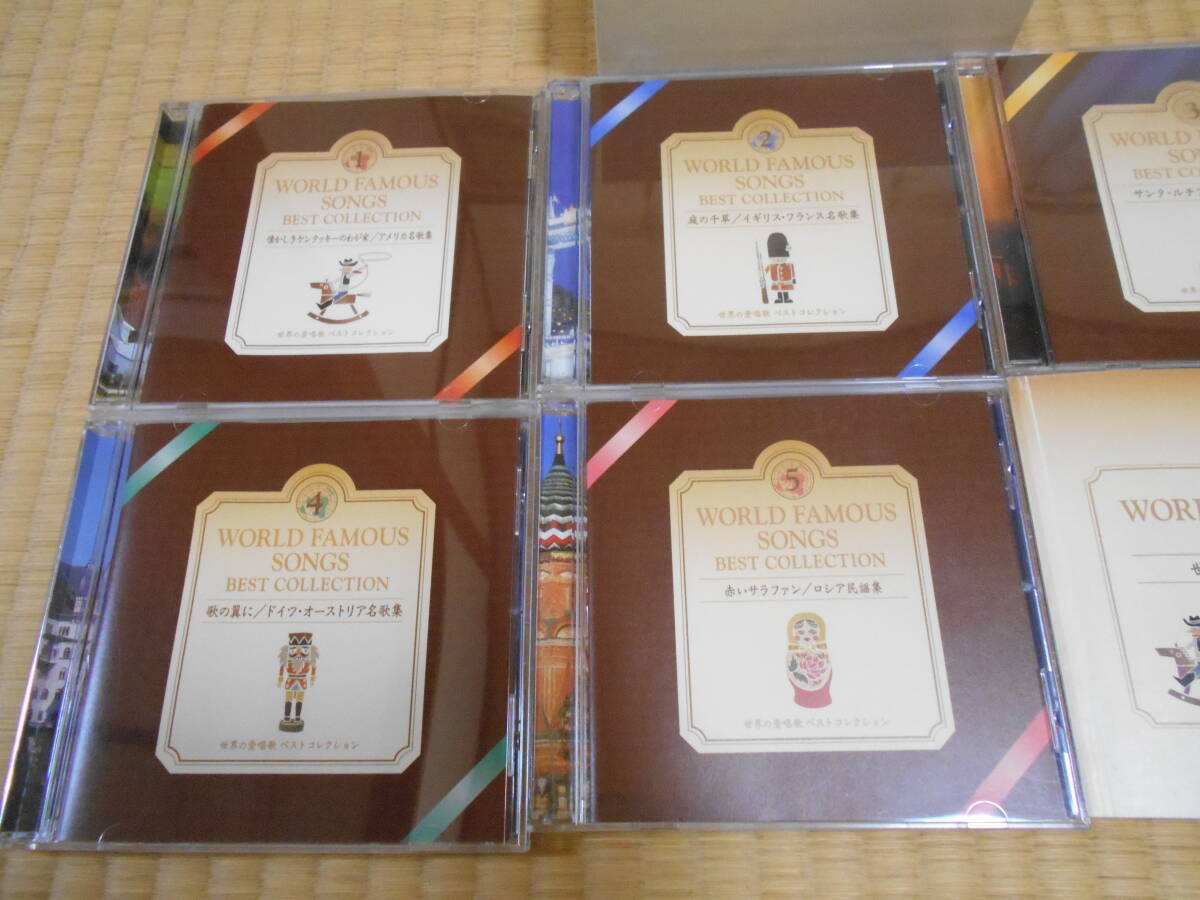 1
WORLD FAMOUS
SONGS
BEST COLLECTION
懐かしきケンタッキーのわが家/アメリカ名歌集
世界の愛唱歌 ベストコレクション
2
WORLD FAMOUS
SONGS
BEST COLLECTION
庭の千草/イギリス・フランス名歌集
世界の愛唱歌 ベストコレクション
3
WORLD
SO
BEST CO
サンタ・ルチ
世界の
4
WORLD FAMOUS
SONGS
BEST COLLECTION
歌の翼に/ドイツ・オーストリア名歌集
世界の愛唱歌 ベストコレクション
5
WORLD FAMOUS
SONGS
BEST COLLECTION
赤いサラファン/ロシア民謡集
世界の愛唱歌 ベストコレクション
WOR
世